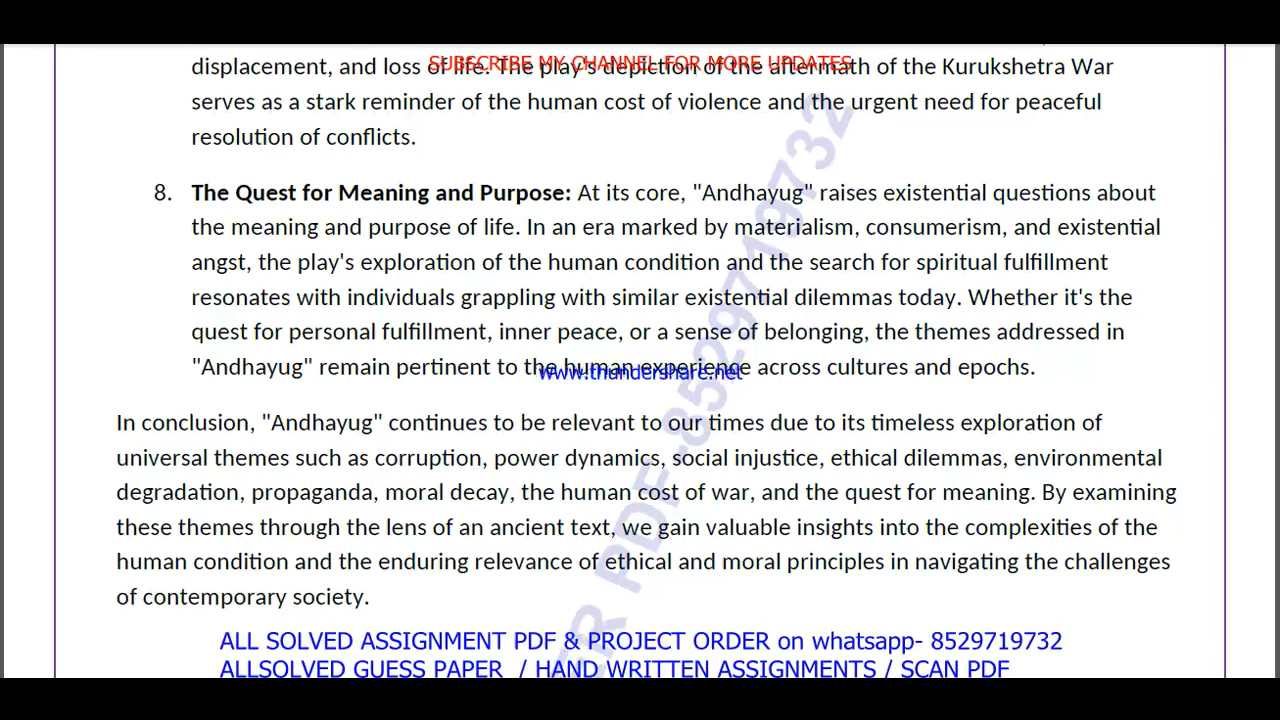 SUBSCRIBE MY CHANNEL FOR MORE UPDATES
displacement, and loss of life. The play's depiction of the aftermath of the Kurukshetra War
serves as a stark reminder of the human cost of violence and the urgent need for peaceful
resolution of conflicts.
8. The Quest for Meaning and Purpose: At its core, "Andhayug" raises existential questions about
the meaning and purpose of life. In an era marked by materialism, consumerism, and existential
angst, the play's exploration of the human condition and the search for spiritual fulfillment
resonates with individuals grappling with similar existential dilemmas today. Whether it's the
quest for personal fulfillment, inner peace, or a sense of belonging, the themes addressed in
"Andhayug" remain pertinent to the human experience across cultures and epochs.
www.thundershare.net
In conclusion, "Andhayug" continues to be relevant to our times due to its timeless exploration of
universal themes such as corruption, power dynamics, social injustice, ethical dilemmas, environmental
degradation, propaganda, moral decay, the human cost of war, and the quest for meaning. By examining
these themes through the lens of an ancient text, we gain valuable insights into the complexities of the
human condition and the enduring relevance of ethical and moral principles in navigating the challenges
of contemporary society.
PDF-8529719732
ALL SOLVED ASSIGNMENT PDF & PROJECT ORDER on whatsapp- 8529719732
ALLSOLVED GUESS PAPER / HAND WRITTEN ASSIGNMENTS / SCAN PDF